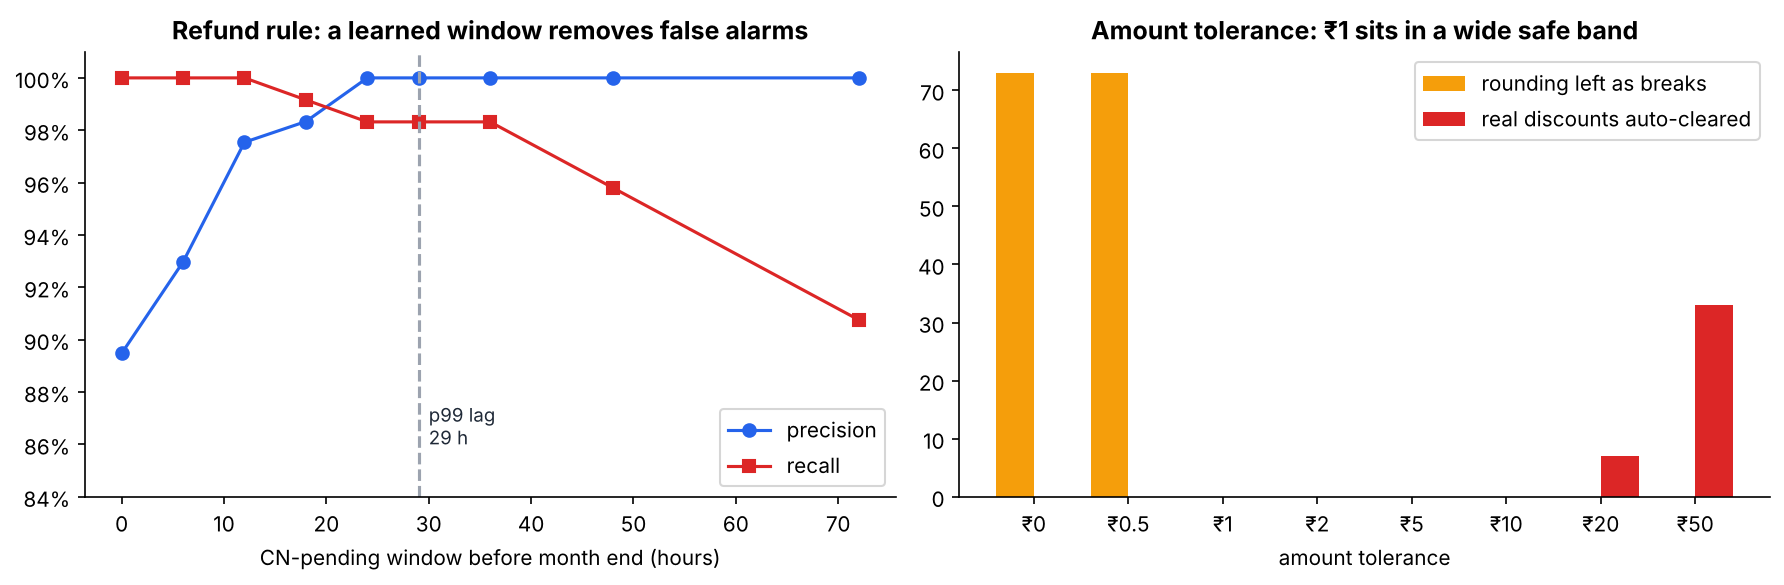 Refund rule: a learned window removes false alarms
100%
98%
96%
94%
92%
90%
88%
86%
84%
p99 lag
29 h
precision
recall
0 10 20 30 40 50 60 70
CN-pending window before month end (hours)
Amount tolerance: ₹1 sits in a wide safe band
rounding left as breaks
real discounts auto-cleared
70
60
50
40
30
20
10
0
₹0 ₹0.5 ₹1 ₹2 ₹5 ₹10 ₹20 ₹50
amount tolerance